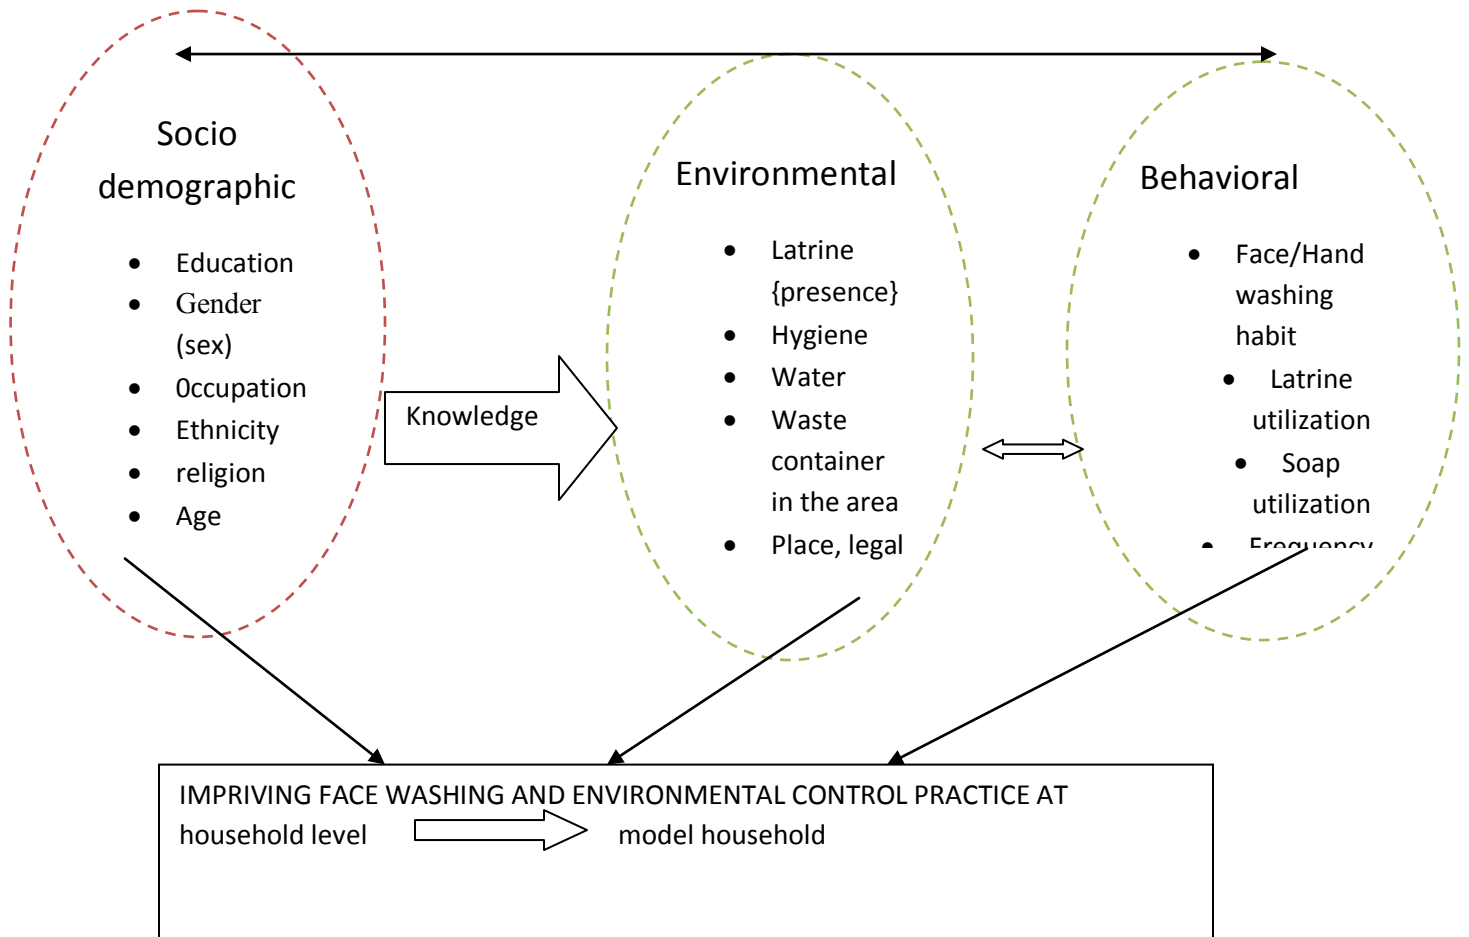 Socio
demographic
• Education
• Gender
(sex)
• 0ccupation
• Ethnicity
• religion
• Age
Knowledge
Environmental
• Latrine
{presence}
• Hygiene
• Water
• Waste
container
in the area
• Place, legal
Behavioral
• Face/Hand
washing
habit
• Latrine
utilization
• Soap
utilization
• Frequency
IMPRIVING FACE WASHING AND ENVIRONMENTAL CONTROL PRACTICE AT
household level model household